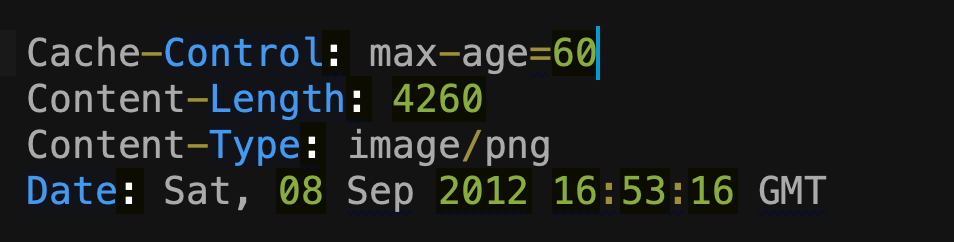 Cache-Control: max-age=60
Content-Length: 4260
Content-Type: image/png
Date: Sat, 08 Sep 2012 16:53:16 GMT